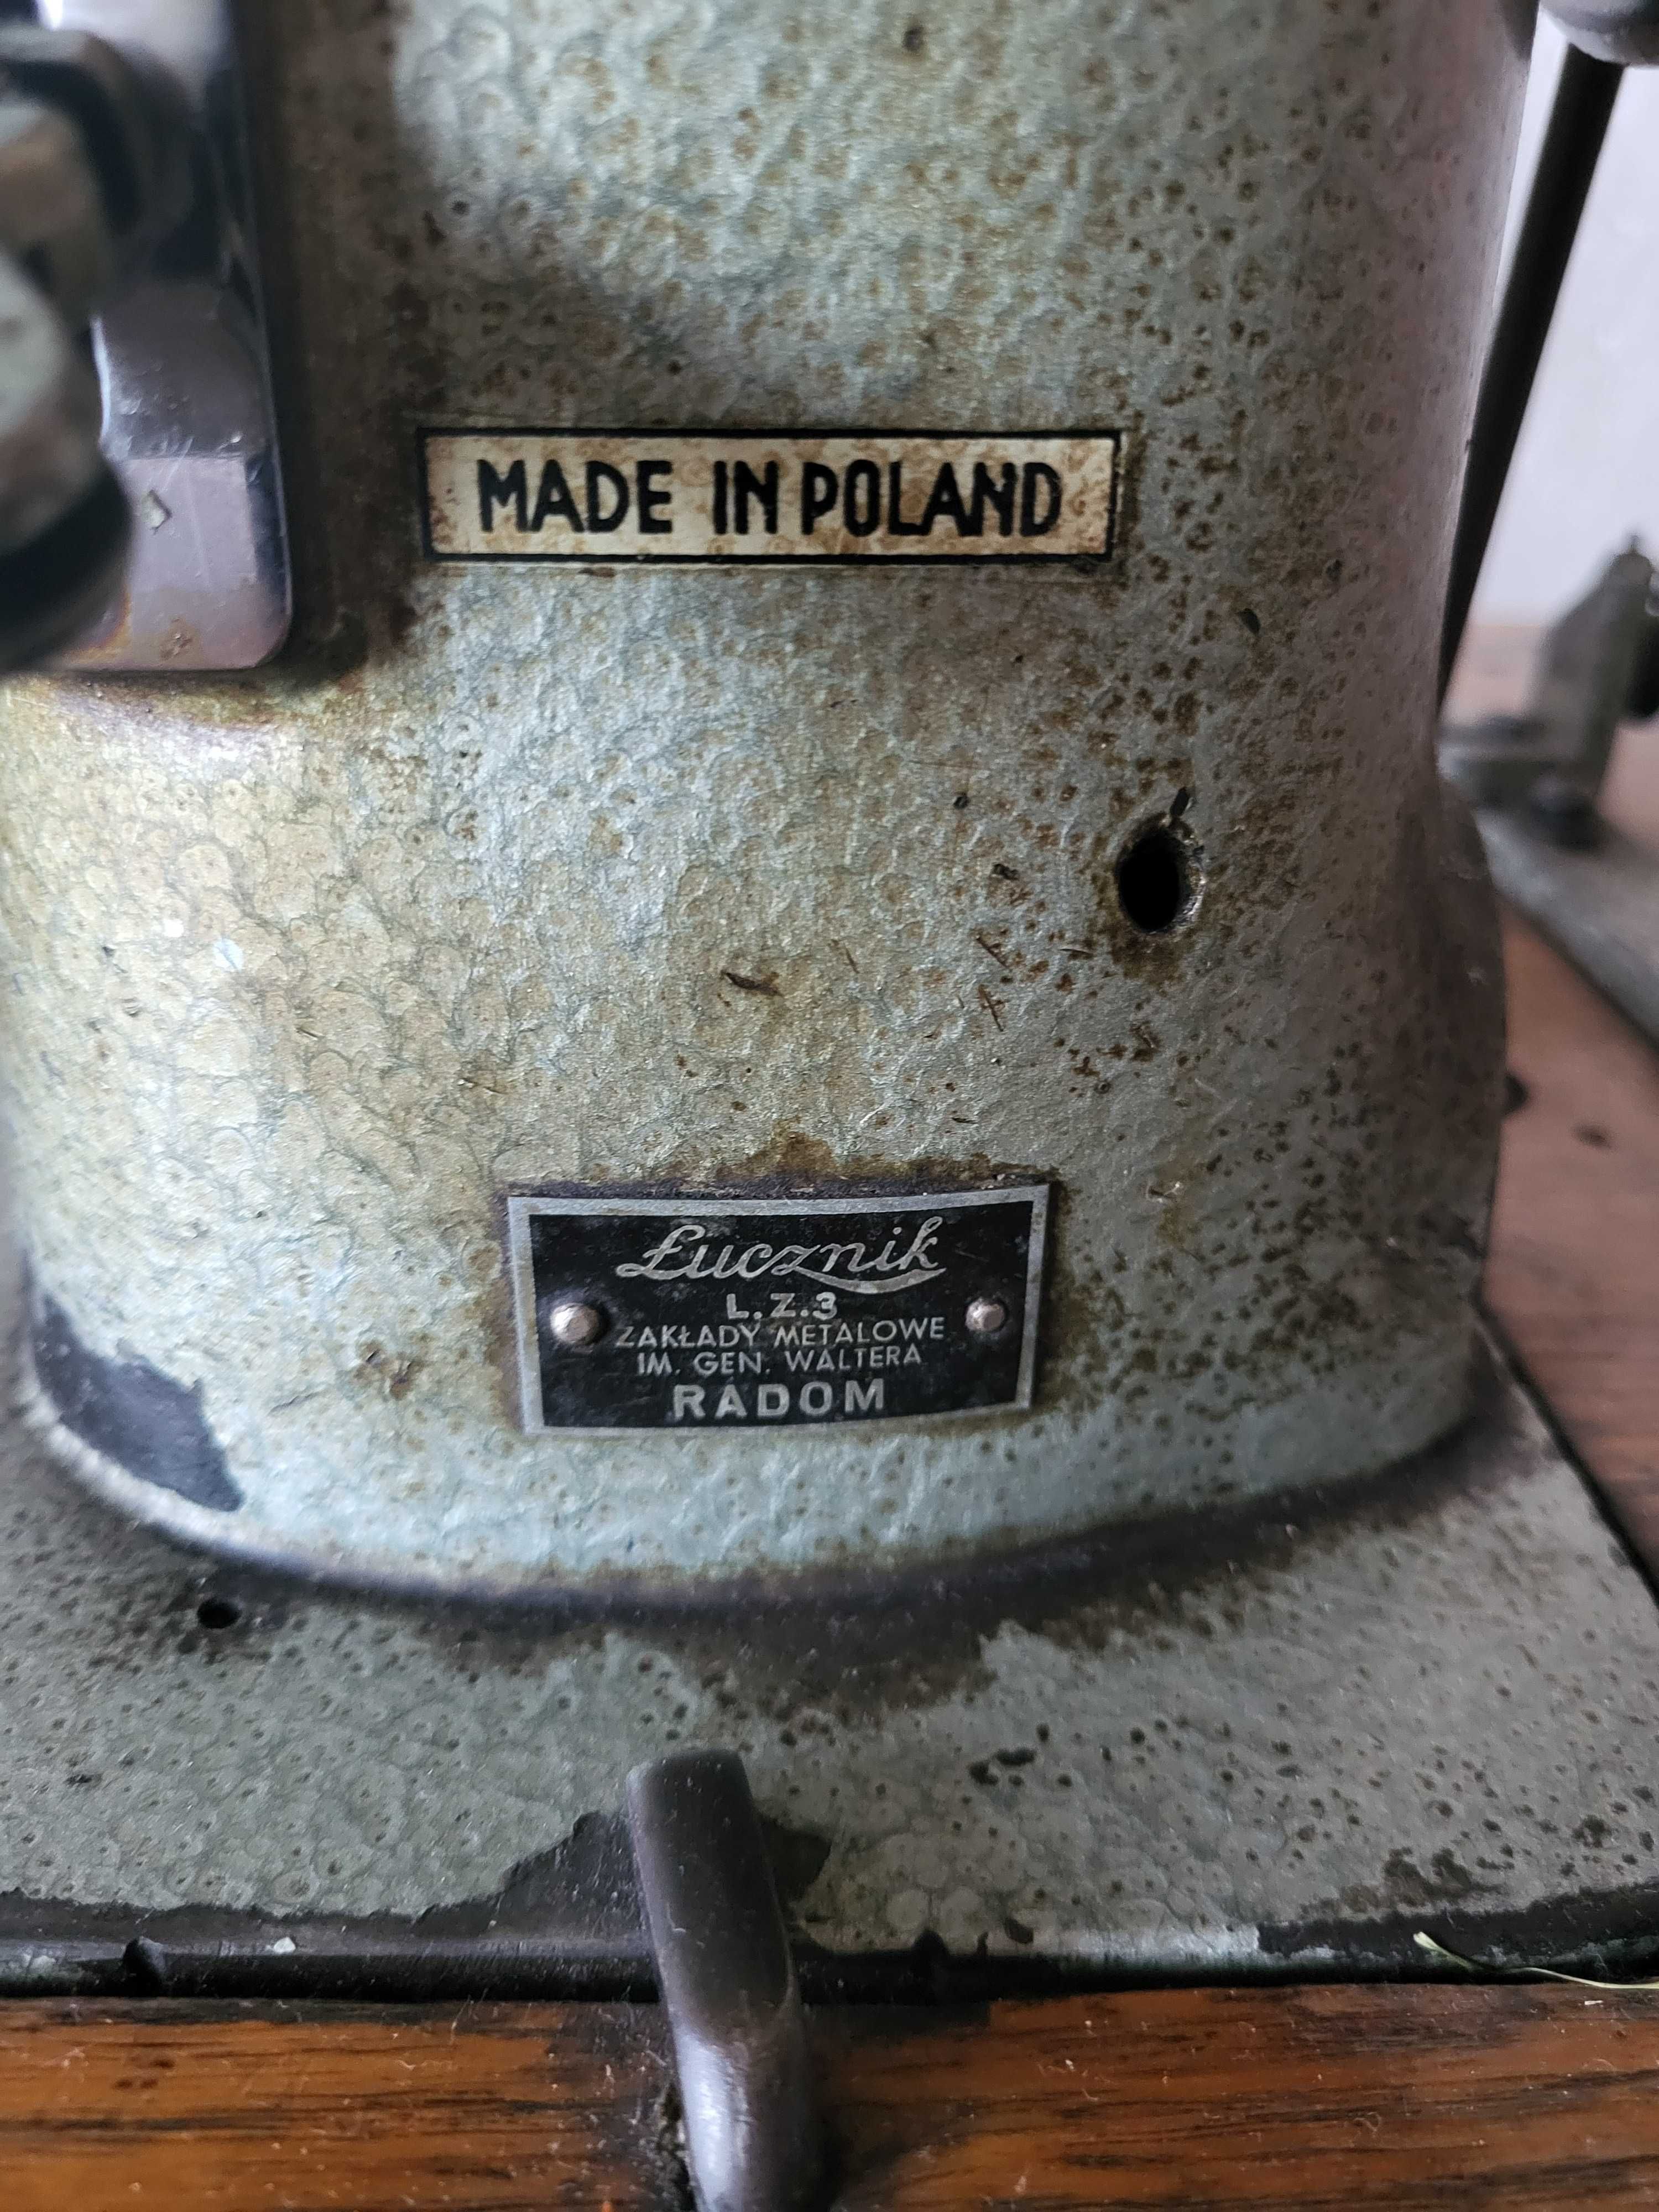 MADE IN POLAND
Łucznik
L.Z.3
ZAKŁADY METALOWE
IM. GEN. WALTERA
RADOM